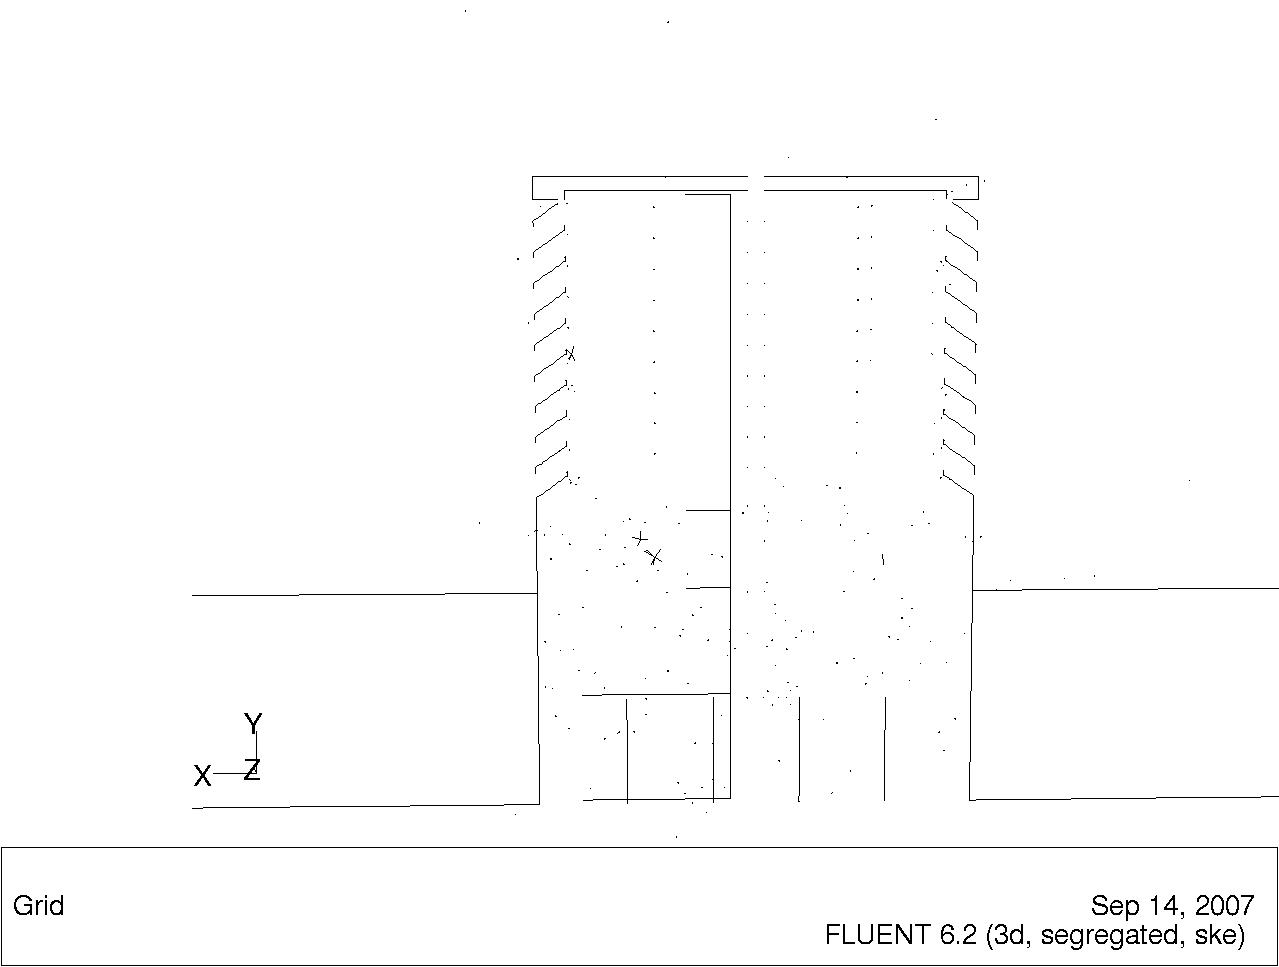 Y
X Z
Grid
Sep 14, 2007
FLUENT 6.2 (3d, segregated, ske)